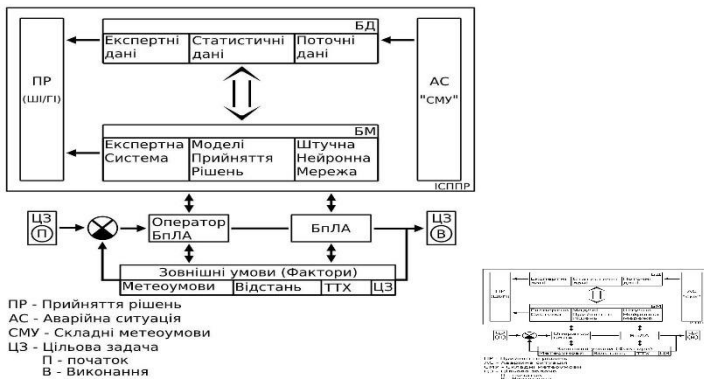 БД
Експертні дані
Статистичні дані
Поточні дані
ПР
(ШІ/ГІ)
АС
"СМУ"
БМ
Експертна Система
Моделі Прийняття Рішень
Штучна Нейронна Мережа
ІСППР
ЦЗ
П
Оператор БпЛА
БпЛА
ЦЗ
В
Зовнішні умови (Фактори)
Метеоумови Відстань ТТХ ЦЗ
ПР - Прийняття рішень
АС - Аварійна ситуація
СМУ - Складні метеоумови
ЦЗ - Цільова задача
П - початок
В - Виконання